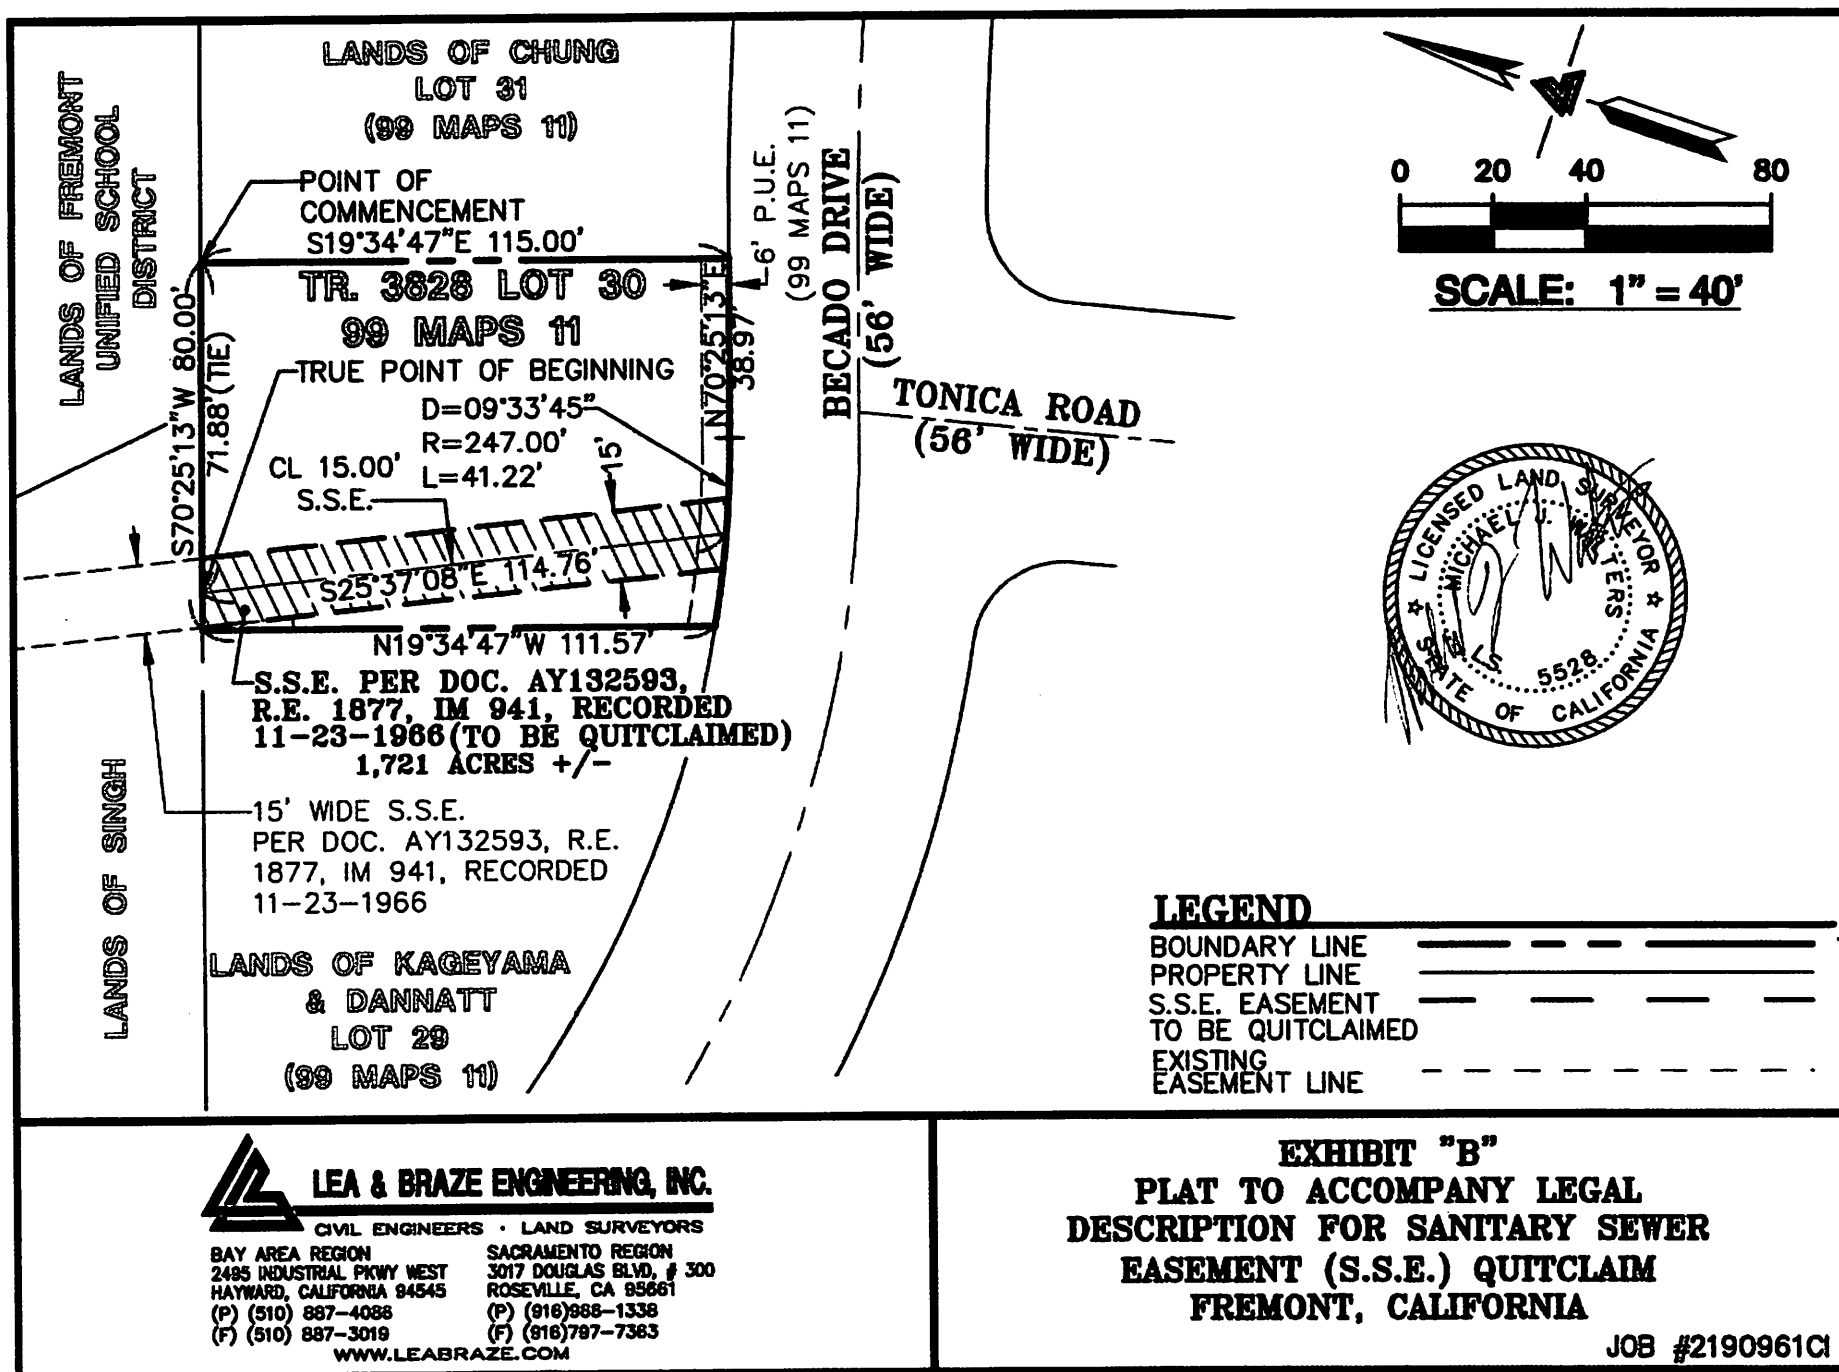 LANDS OF FREMONT
UNIFIED SCHOOL
DISTRICT
LANDS OF CHUNG
LOT 31
(99 MAPS 11)
POINT OF
COMMENCEMENT
S19°34'47"E 115.00'
TR. 3828 LOT 30
99 MAPS 11
TRUE POINT OF BEGINNING
D=09°33'45"
R=247.00'
L=41.22'
CL 15.00'
S.S.E.
15'
S70°25'13"W 80.00'
71.88'(TIE)
N70°25'13"E
38.97'
6' P.U.E.
(99 MAPS 11)
BECADO DRIVE
(56' WIDE)
TONICA ROAD
(56' WIDE)
S25°37'08"E 114.76'
N19°34'47"W 111.57'
S.S.E. PER DOC. AY132593,
R.E. 1877, IM 941, RECORDED
11-23-1966(TO BE QUITCLAIMED)
1,721 ACRES +/-
15' WIDE S.S.E.
PER DOC. AY132593, R.E.
1877, IM 941, RECORDED
11-23-1966
LANDS OF SINGH
LANDS OF KAGEYAMA
& DANNATT
LOT 29
(99 MAPS 11)
0 20 40 80
SCALE: 1" = 40'
LICENSED LAND SURVEYOR
MICHAEL J.
L.S. 5528
STATE OF CALIFORNIA
LEGEND
BOUNDARY LINE
PROPERTY LINE
S.S.E. EASEMENT
TO BE QUITCLAIMED
EXISTING
EASEMENT LINE
LEA & BRAZE ENGINEERING, INC.
CIVIL ENGINEERS · LAND SURVEYORS
BAY AREA REGION
2495 INDUSTRIAL PKWY WEST
HAYWARD, CALIFORNIA 94545
(P) (510) 887-4086
(F) (510) 887-3019
SACRAMENTO REGION
3017 DOUGLAS BLVD, # 300
ROSEVILLE, CA 95661
(P) (916)966-1338
(F) (916)797-7363
WWW.LEABRAZE.COM
EXHIBIT "B"
PLAT TO ACCOMPANY LEGAL
DESCRIPTION FOR SANITARY SEWER
EASEMENT (S.S.E.) QUITCLAIM
FREMONT, CALIFORNIA
JOB #2190961CI